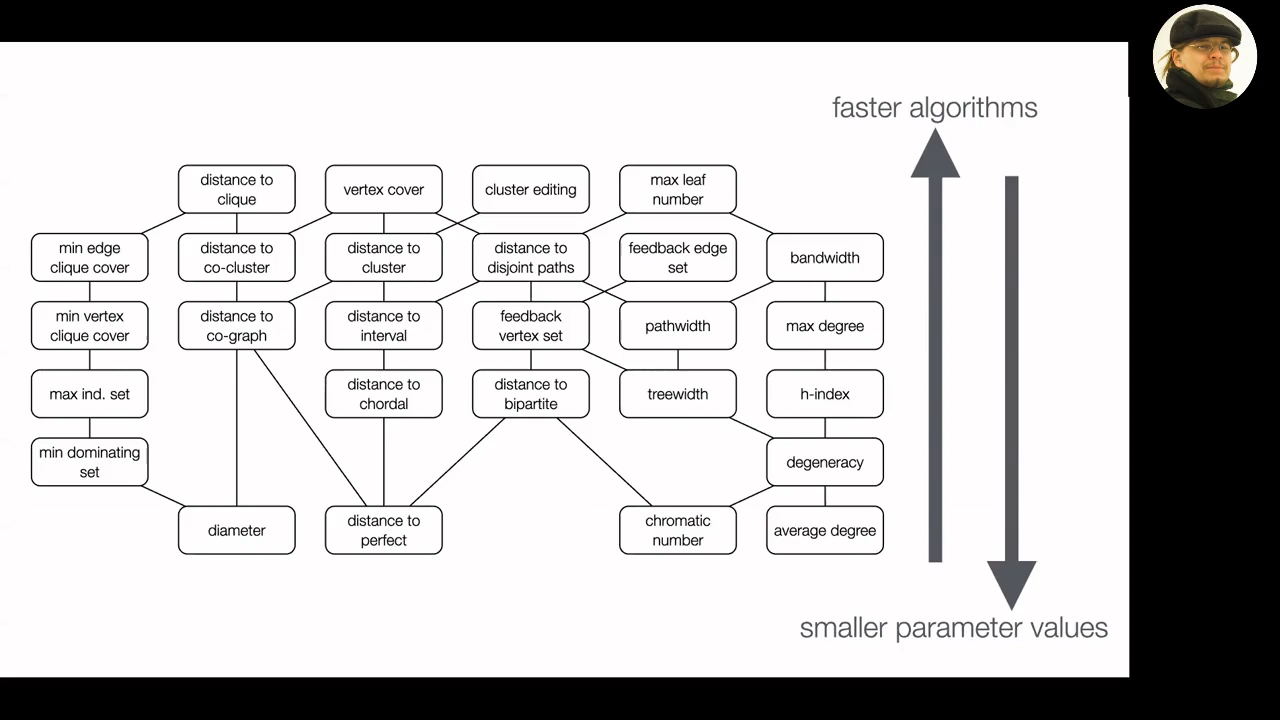 faster algorithms
distance to
clique
vertex cover
cluster editing
max leaf
number
min edge
clique cover
distance to
co-cluster
distance to
cluster
distance to
disjoint paths
feedback edge
set
bandwidth
min vertex
clique cover
distance to
co-graph
distance to
interval
feedback
vertex set
pathwidth
max degree
max ind. set
distance to
chordal
distance to
bipartite
treewidth
h-index
min dominating
set
degeneracy
diameter
distance to
perfect
chromatic
number
average degree
smaller parameter values